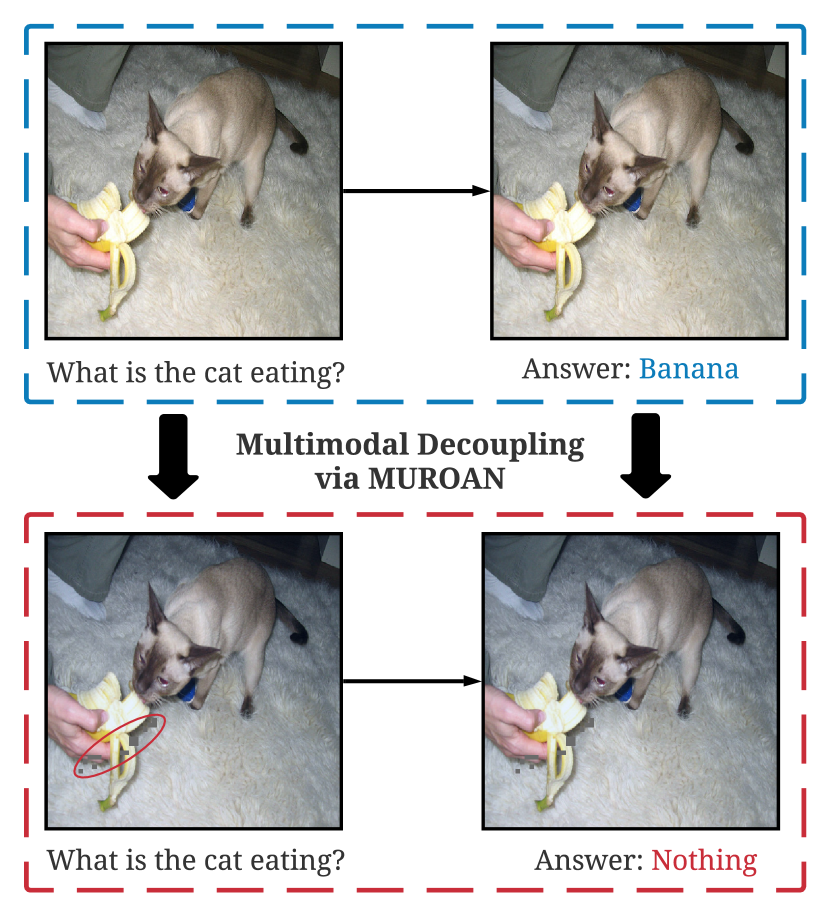 What is the cat eating?
Answer: Banana
Multimodal Decoupling
via MUROAN
What is the cat eating?
Answer: Nothing